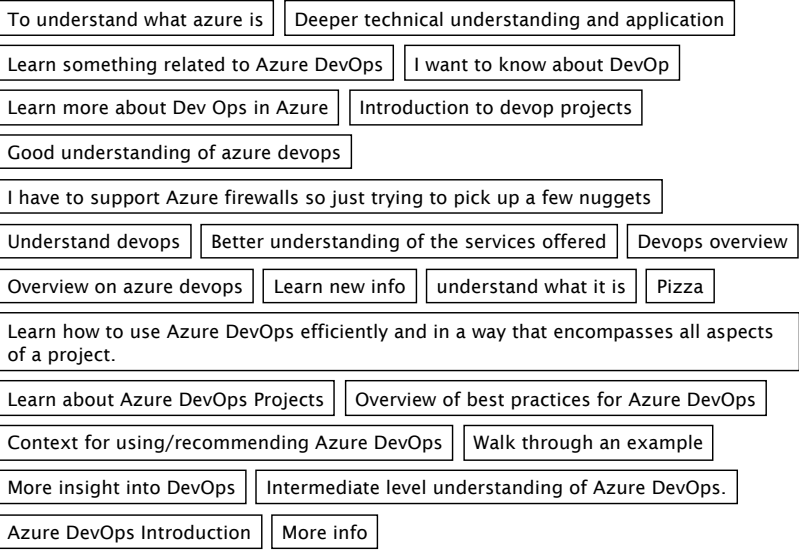 To understand what azure is Deeper technical understanding and application
Learn something related to Azure DevOps I want to know about DevOp
Learn more about Dev Ops in Azure Introduction to devop projects
Good understanding of azure devops
I have to support Azure firewalls so just trying to pick up a few nuggets
Understand devops Better understanding of the services offered Devops overview
Overview on azure devops Learn new info understand what it is Pizza
Learn how to use Azure DevOps efficiently and in a way that encompasses all aspects
of a project.
Learn about Azure DevOps Projects Overview of best practices for Azure DevOps
Context for using/recommending Azure DevOps Walk through an example
More insight into DevOps Intermediate level understanding of Azure DevOps.
Azure DevOps Introduction More info